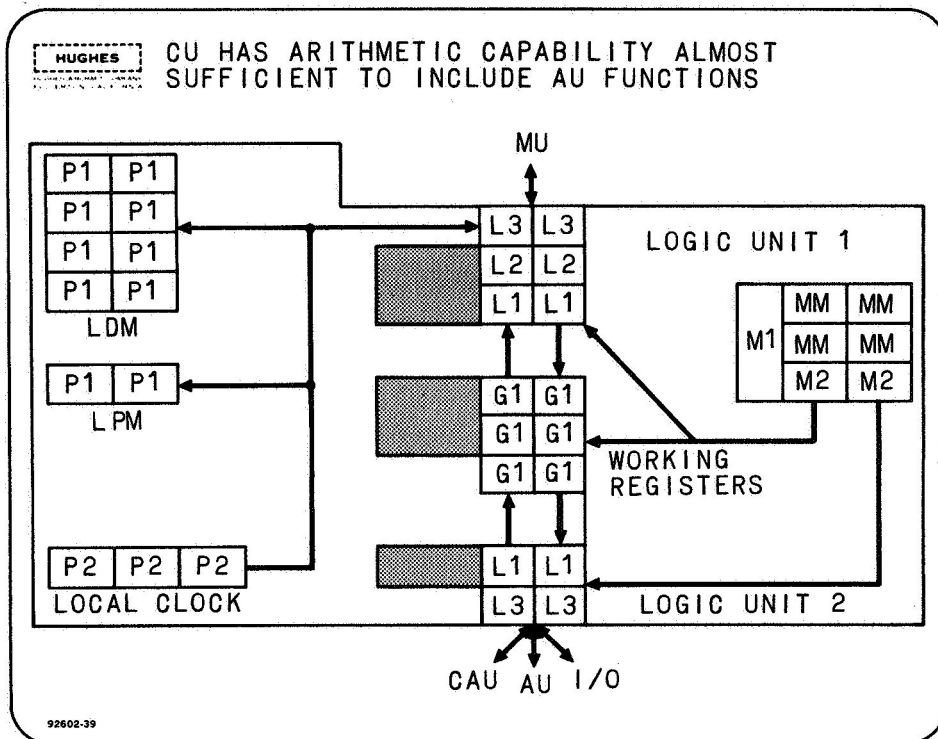 HUGHES
CU HAS ARITHMETIC CAPABILITY ALMOST
SUFFICIENT TO INCLUDE AU FUNCTIONS
MU
P1 P1
P1 P1
P1 P1
P1 P1
LDM
L3 L3
L2 L2
L1 L1
LOGIC UNIT 1
M1
MM MM
MM MM
M2 M2
P1 P1
LPM
G1 G1
G1 G1
G1 G1
WORKING
REGISTERS
P2 P2 P2
LOCAL CLOCK
L1 L1
L3 L3
LOGIC UNIT 2
CAU AU I/O
92602-39